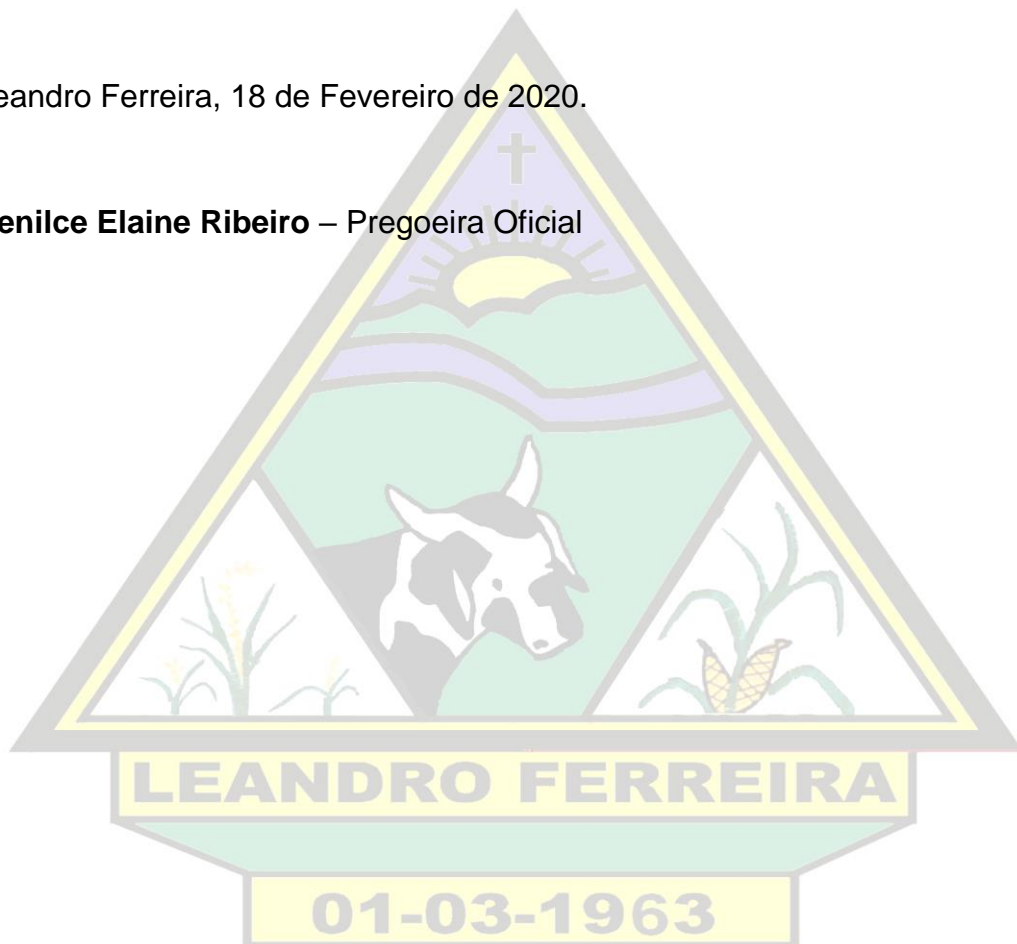 eandro Ferreira, 18 de Fevereiro de 2020.
enilce Elaine Ribeiro – Pregoeira Oficial
LEANDRO FERREIRA
01-03-1963